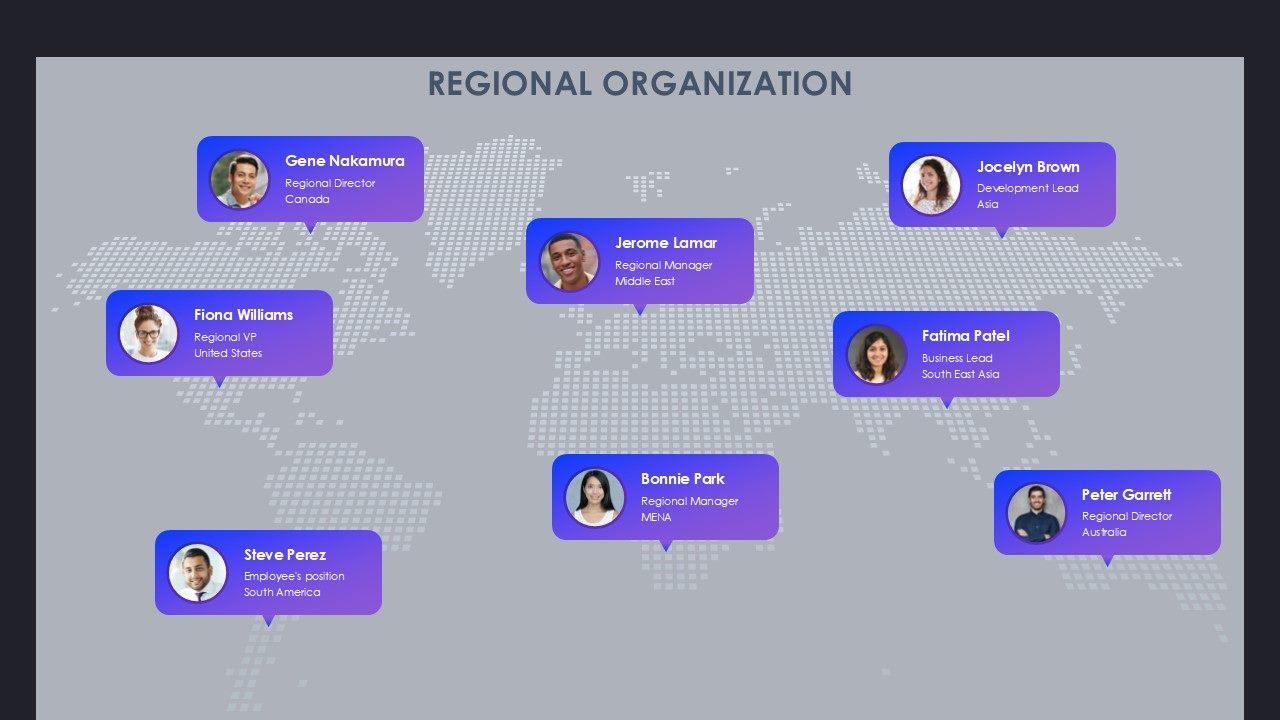 REGIONAL ORGANIZATION
Gene Nakamura
Regional Director
Canada
Jocelyn Brown
Development Lead
Asia
Jerome Lamar
Regional Manager
Middle East
Fiona Williams
Regional VP
United States
Fatima Patel
Business Lead
South East Asia
Bonnie Park
Regional Manager
MENA
Peter Garrett
Regional Director
Australia
Steve Perez
Employee's position
South America